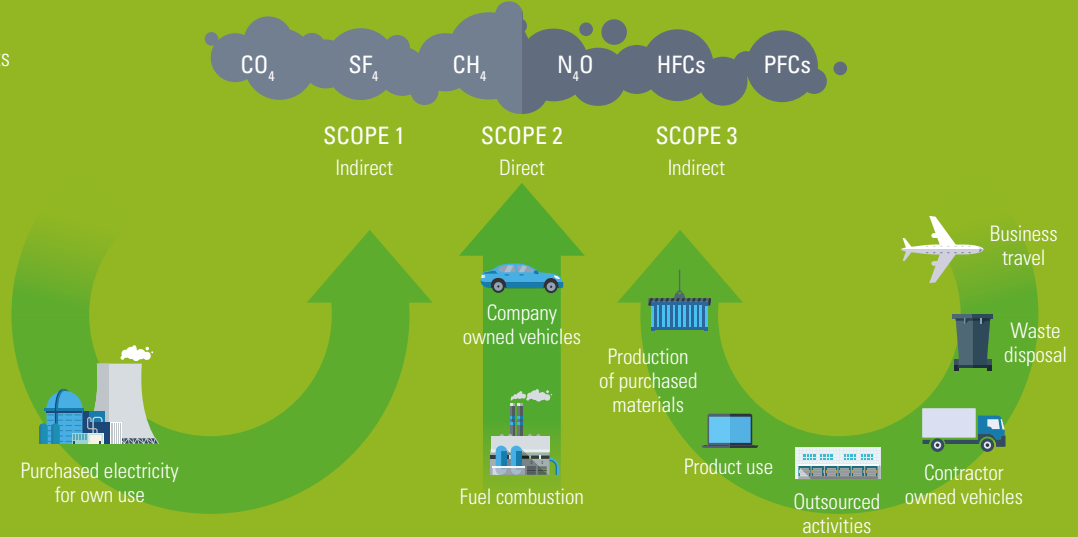 CO₄ SF₄ CH₄ N₄O HFCs PFCs
SCOPE 1
Indirect
SCOPE 2
Direct
SCOPE 3
Indirect
Purchased electricity
for own use
Company
owned vehicles
Fuel combustion
Production
of purchased
materials
Product use
Outsourced
activities
Contractor
owned vehicles
Waste
disposal
Business
travel